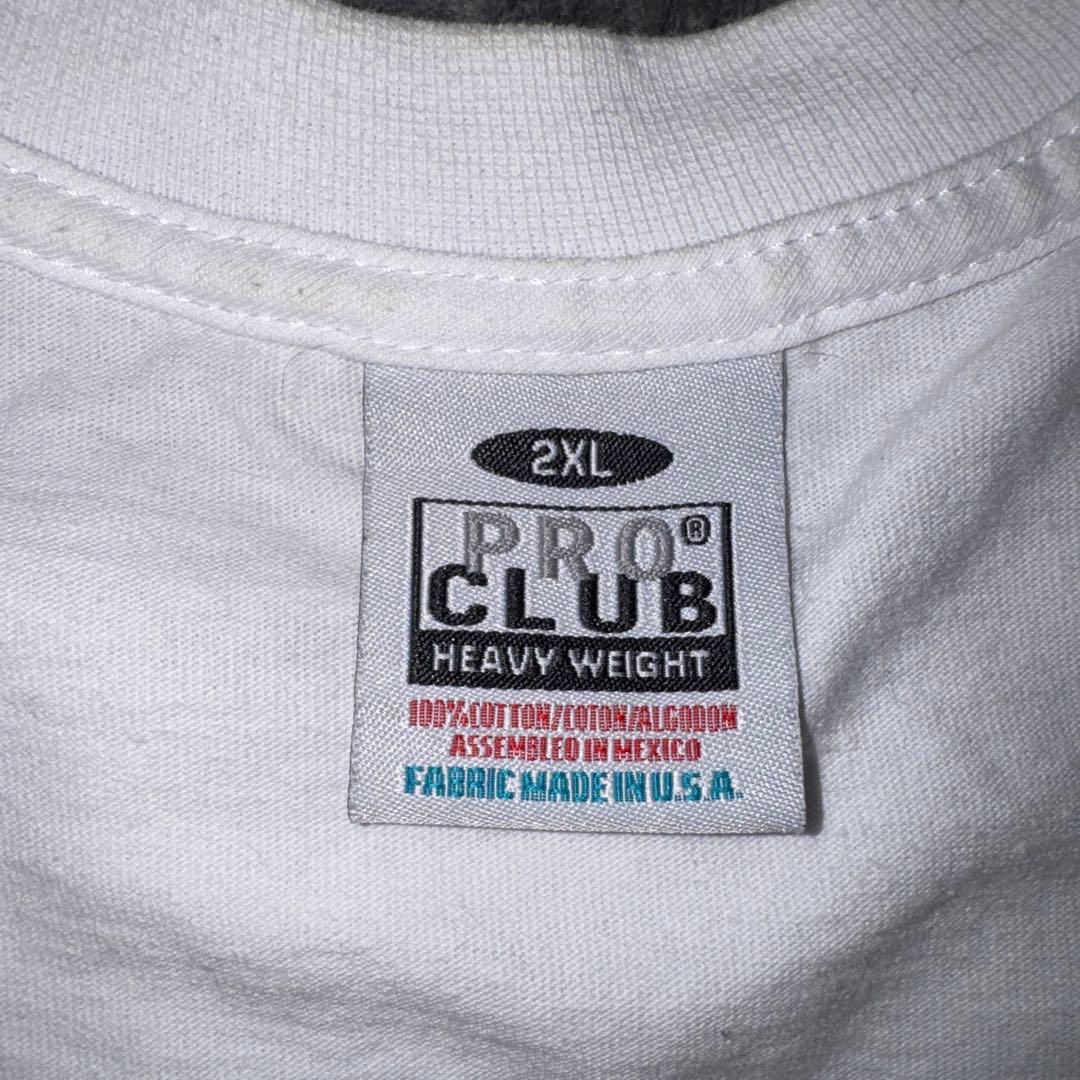 2XL
PRO®
CLUB
HEAVY WEIGHT
100%COTTON/COTON/ALGODON
ASSEMBLED IN MEXICO
FABRIC MADE IN U.S.A.